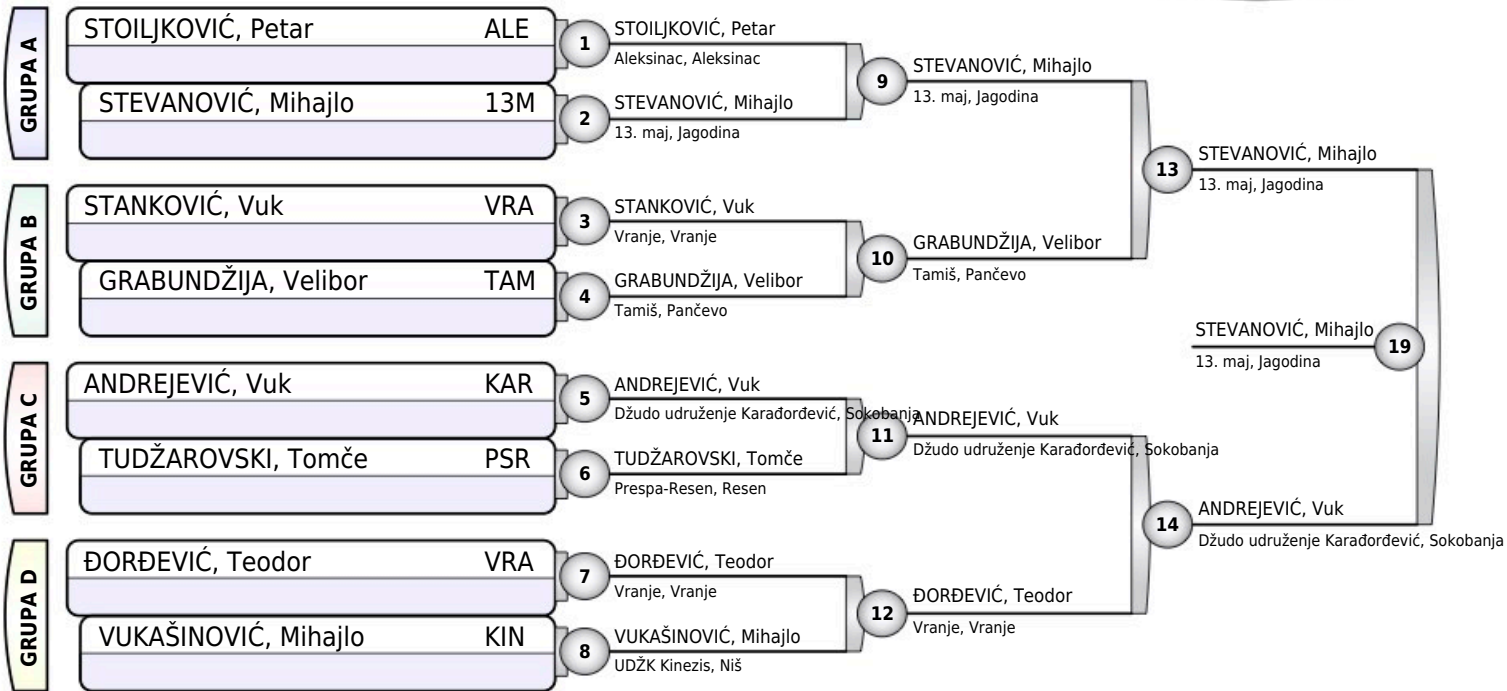 GRUPA A
STOILJKOVIĆ, Petar ALE
STEVANOVIĆ, Mihajlo 13M
GRUPA B
STANKOVIĆ, Vuk VRA
GRABUNDŽIJA, Velibor TAM
GRUPA C
ANDREJEVIĆ, Vuk KAR
TUDŽAROVSKI, Tomče PSR
GRUPA D
ĐORĐEVIĆ, Teodor VRA
VUKAŠINOVIĆ, Mihajlo KIN
1
STOILJKOVIĆ, Petar
Aleksinac, Aleksinac
2
STEVANOVIĆ, Mihajlo
13. maj, Jagodina
3
STANKOVIĆ, Vuk
Vranje, Vranje
4
GRABUNDŽIJA, Velibor
Tamiš, Pančevo
5
ANDREJEVIĆ, Vuk
Džudo udruženje Karađorđević, Sokobanja
6
TUDŽAROVSKI, Tomče
Prespa-Resen, Resen
7
ĐORĐEVIĆ, Teodor
Vranje, Vranje
8
VUKAŠINOVIĆ, Mihajlo
UDŽK Kinezis, Niš
9
STEVANOVIĆ, Mihajlo
13. maj, Jagodina
10
GRABUNDŽIJA, Velibor
Tamiš, Pančevo
11
ANDREJEVIĆ, Vuk
Džudo udruženje Karađorđević, Sokobanja
12
ĐORĐEVIĆ, Teodor
Vranje, Vranje
13
STEVANOVIĆ, Mihajlo
13. maj, Jagodina
14
ANDREJEVIĆ, Vuk
Džudo udruženje Karađorđević, Sokobanja
STEVANOVIĆ, Mihajlo
13. maj, Jagodina
19